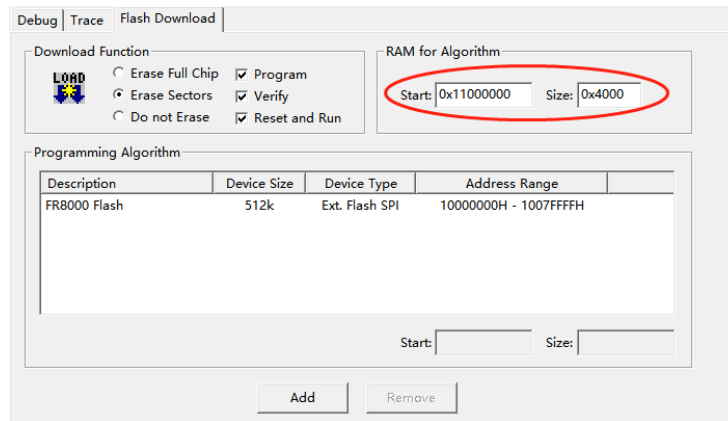 Debug Trace Flash Download
Download Function
LOAD
Erase Full Chip
Program
Erase Sectors
Verify
Do not Erase
Reset and Run
RAM for Algorithm
Start: 0x11000000 Size: 0x4000
Programming Algorithm
Description Device Size Device Type Address Range
FR8000 Flash 512k Ext. Flash SPI 10000000H - 1007FFFFH
Start: Size:
Add Remove